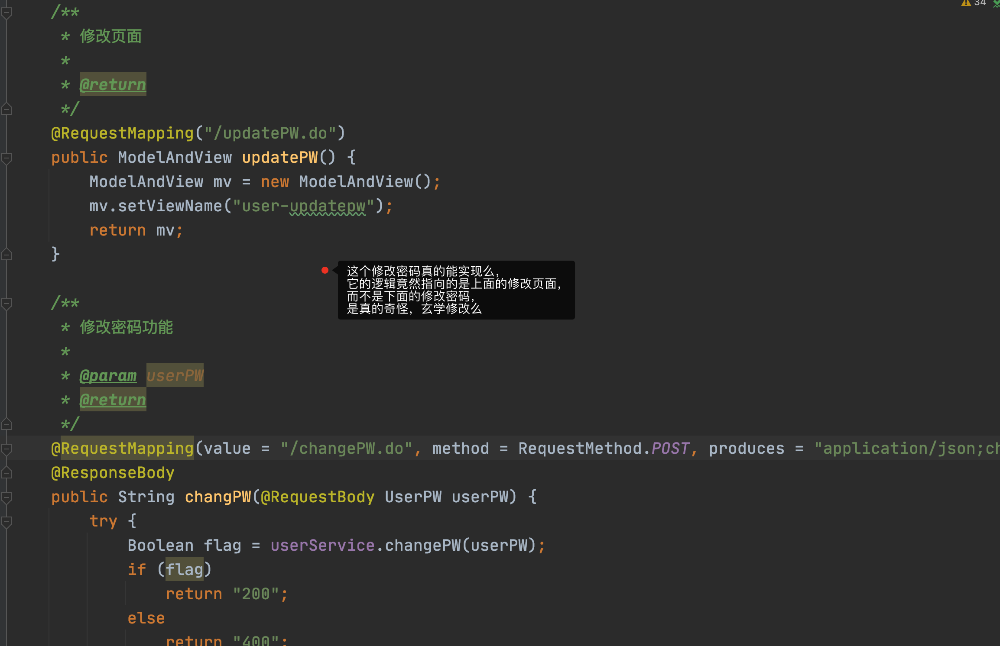 34
/**
* 修改页面
*
* @return
*/
@RequestMapping("/updatePW.do")
public ModelAndView updatePW() {
ModelAndView mv = new ModelAndView();
mv.setViewName("user-updatepw");
return mv;
}
这个修改密码真的能实现么，
它的逻辑竟然指向的是上面的修改页面，
而不是下面的修改密码，
是真的奇怪，玄学修改么
/**
* 修改密码功能
*
* @param userPW
* @return
*/
@RequestMapping(value = "/changePW.do", method = RequestMethod.POST, produces = "application/json;ch
@ResponseBody
public String changPW(@RequestBody UserPW userPW) {
try {
Boolean flag = userService.changePW(userPW);
if (flag)
return "200";
else
return "400";